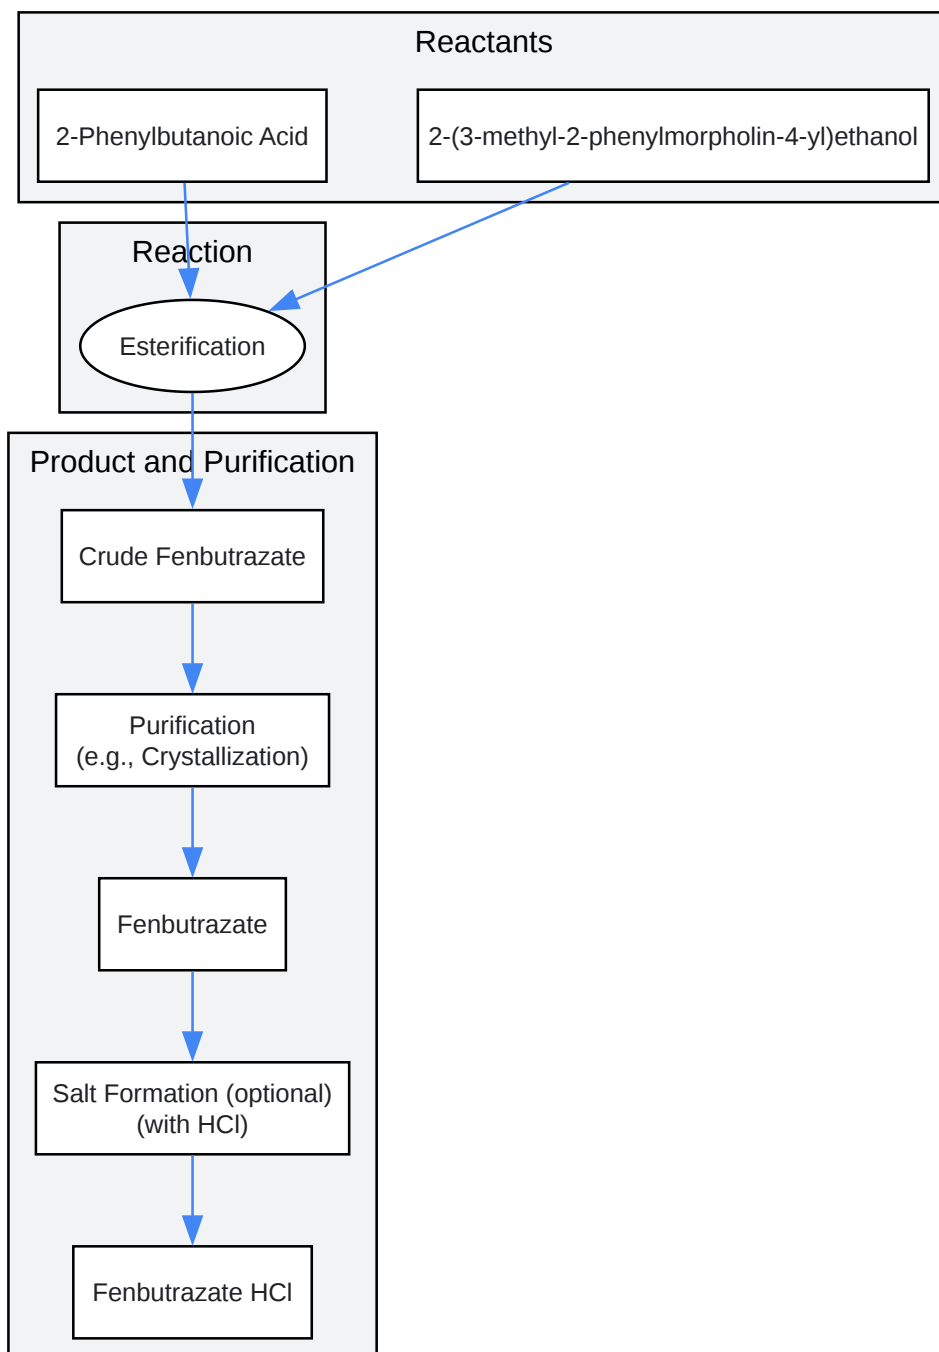 Reactants
2-Phenylbutanoic Acid
2-(3-methyl-2-phenylmorpholin-4-yl)ethanol
Reaction
Esterification
Product and Purification
Crude Fenbutrazate
Purification
(e.g., Crystallization)
Fenbutrazate
Salt Formation (optional)
(with HCl)
Fenbutrazate HCl